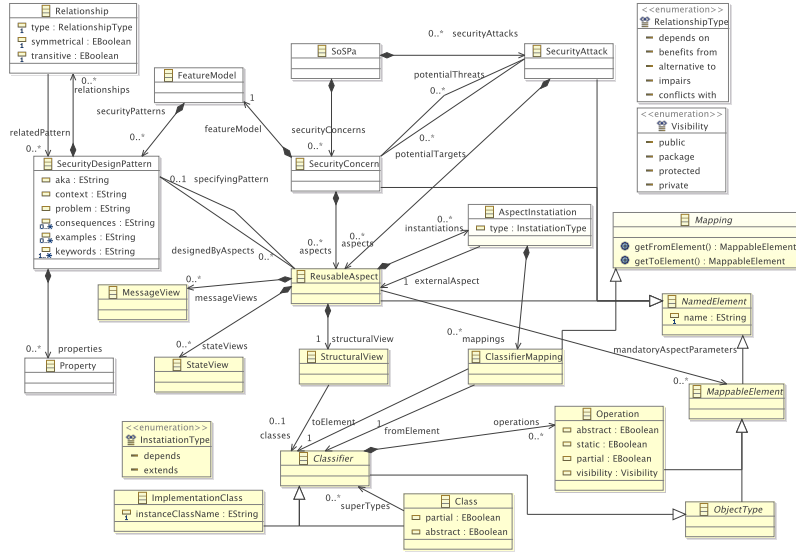 Relationship
type : RelationshipType
symmetrical : EBoolean
transitive : EBoolean
0..*
relationships
relatedPattern
0..*
FeatureModel
securityPatterns
0..*
1
featureModel
SoSPa
0..*
securityAttacks
SecurityAttack
potentialThreats
0..*
0..*
securityConcerns
0..*
SecurityConcern
potentialTargets
<<enumeration>>
RelationshipType
depends on
benefits from
alternative to
impairs
conflicts with
<<enumeration>>
Visibility
public
package
protected
private
SecurityDesignPattern
aka : EString
context : EString
problem : EString
consequences : EString
examples : EString
keywords : EString
0..1
specifyingPattern
designedByAspects
0..*
0..*
aspects
0..*
aspects
0..*
instantiations
AspectInstatiation
type : InstatiationType
Mapping
getFromElement() : MappableElement
getToElement() : MappableElement
ReusableAspect
1
externalAspect
MessageView
0..*
messageViews
0..*
stateViews
StateView
NamedElement
name : EString
0..*
properties
Property
1
structuralView
StructuralView
0..*
mappings
ClassifierMapping
mandatoryAspectParameters
0..*
MappableElement
0..1
classes
toElement
1
1
fromElement
operations
0..*
Operation
abstract : EBoolean
static : EBoolean
partial : EBoolean
visibility : Visibility
<<enumeration>>
InstatiationType
depends
extends
Classifier
0..*
superTypes
ImplementationClass
instanceClassName : EString
Class
partial : EBoolean
abstract : EBoolean
ObjectType